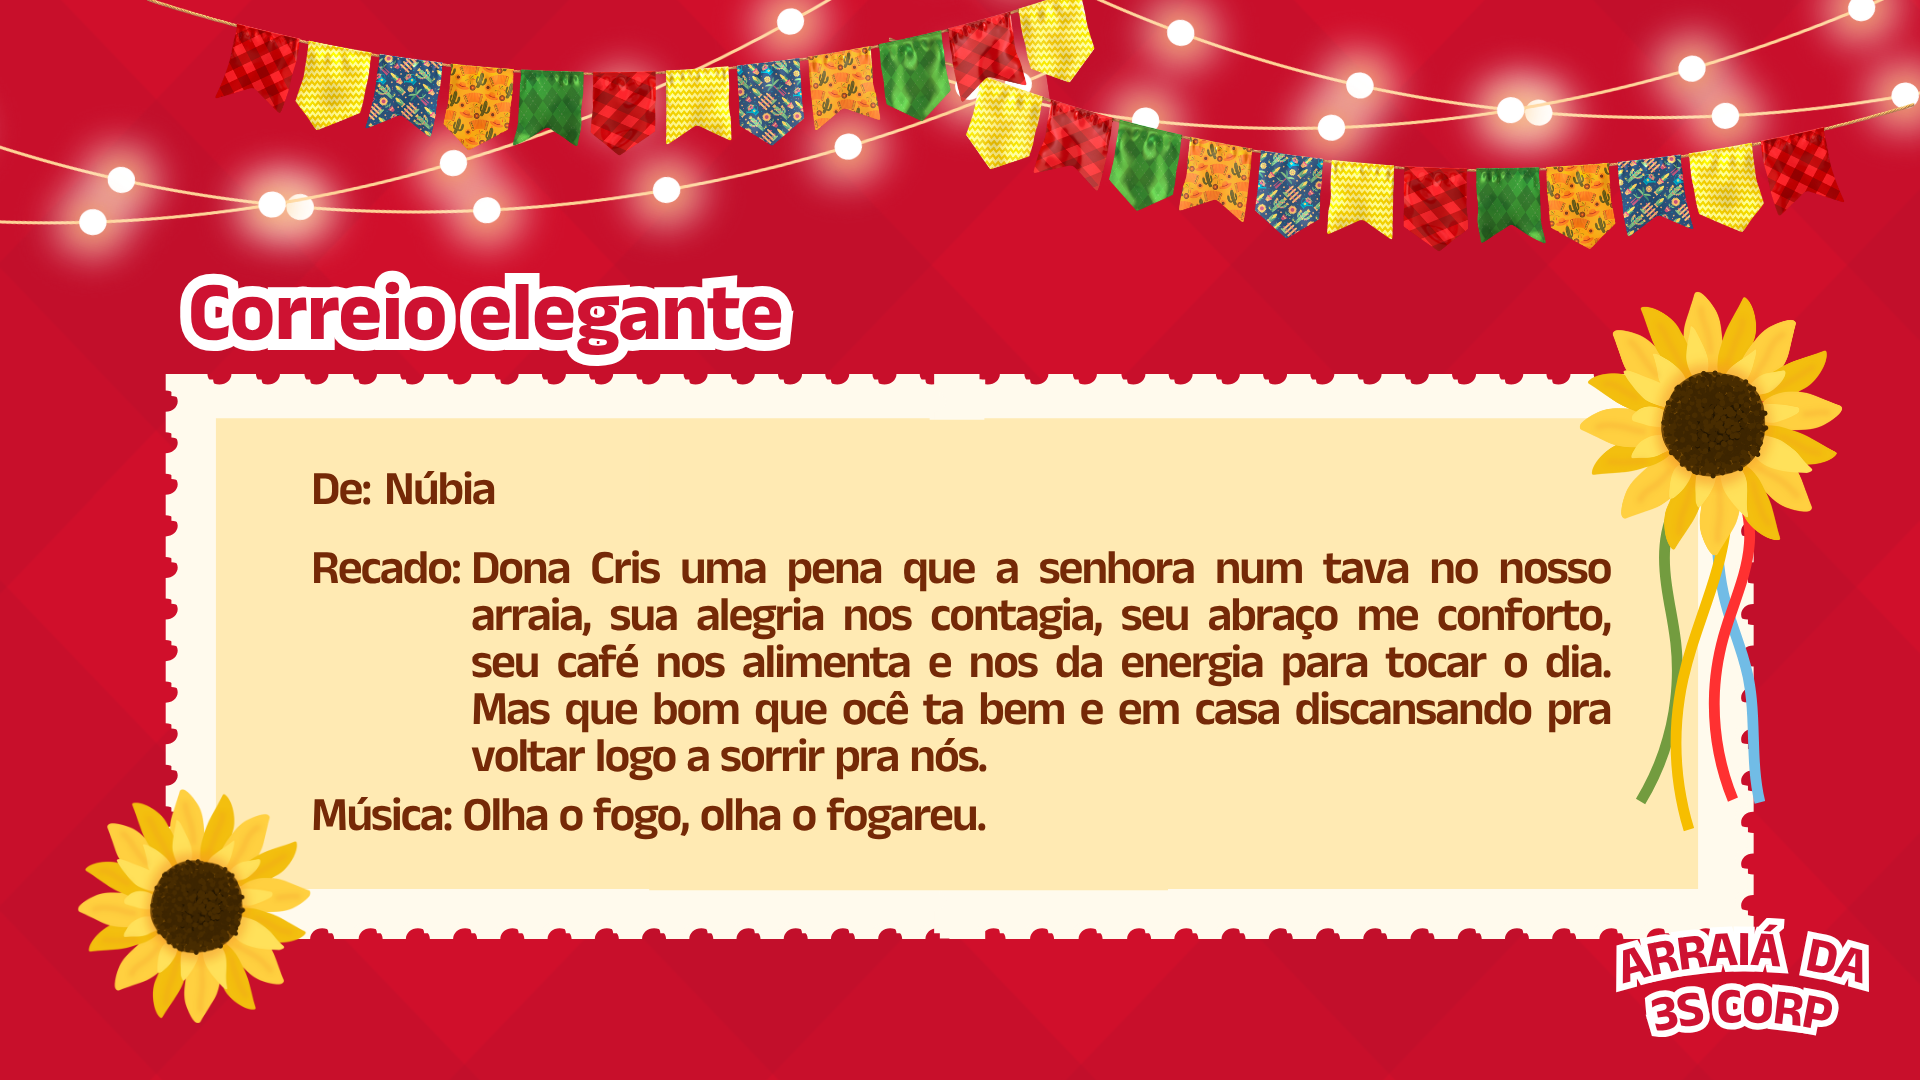 Correio elegante
De: Núbia
Recado: Dona Cris uma pena que a senhora num tava no nosso
arraia, sua alegria nos contagia, seu abraço me conforto,
seu café nos alimenta e nos da energia para tocar o dia.
Mas que bom que ocê ta bem e em casa discansando pra
voltar logo a sorrir pra nós.
Música: Olha o fogo, olha o fogareu.
ARRAIÁ DA
3S CORP